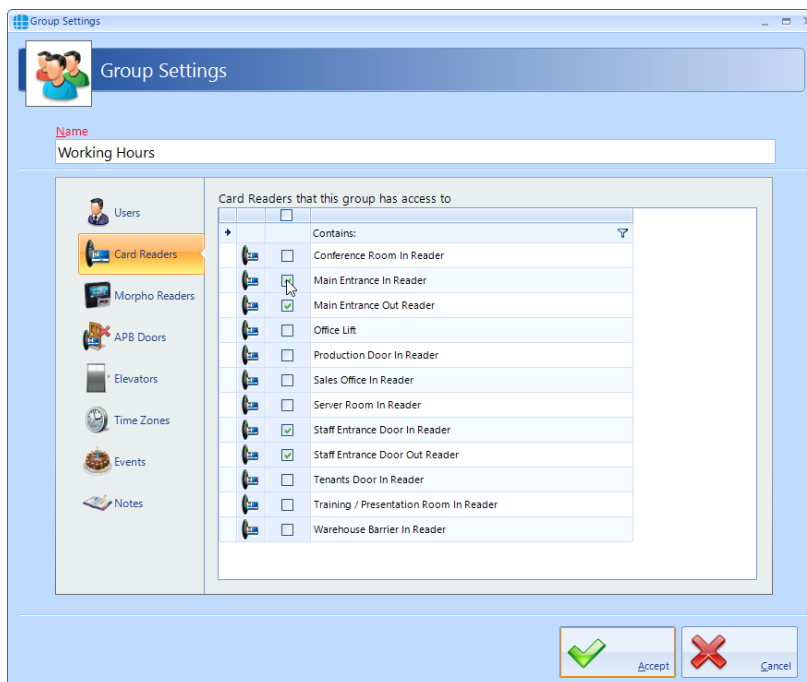 Group Settings
Group Settings
Name
Working Hours
Users
Card Readers
Morpho Readers
APB Doors
Elevators
Time Zones
Events
Notes
Card Readers that this group has access to
Contains:
Conference Room In Reader
Main Entrance In Reader
Main Entrance Out Reader
Office Lift
Production Door In Reader
Sales Office In Reader
Server Room In Reader
Staff Entrance Door In Reader
Staff Entrance Door Out Reader
Tenants Door In Reader
Training / Presentation Room In Reader
Warehouse Barrier In Reader
Accept
Cancel